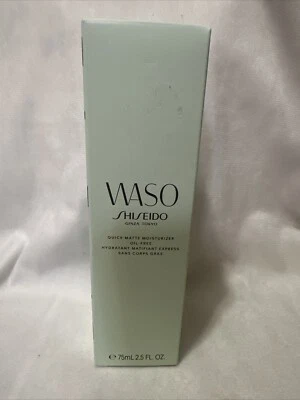 WASO
SHISEIDO
GINZA TOKYO
QUICK MATTE MOISTURIZER
OIL-FREE
HYDRATANT MATIFIANT EXPRESS
SANS CORPS GRAS
℮ 75mL 2.5 FL. OZ.